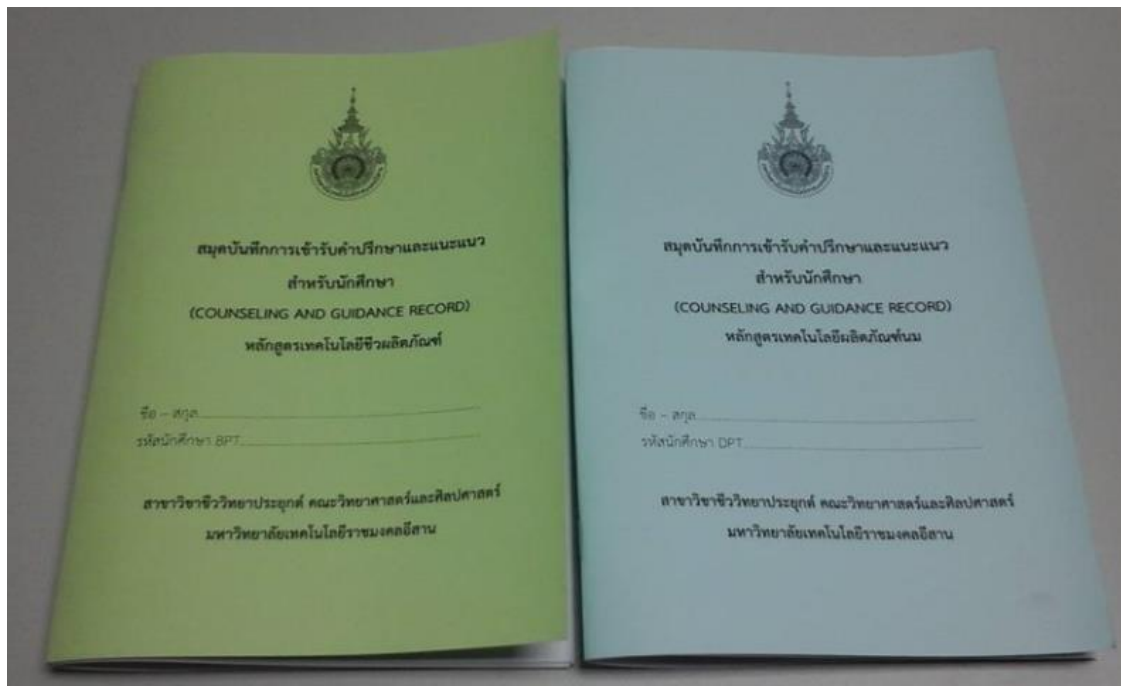 สมุดบันทึกการเข้ารับคำปรึกษาและแนะแนว
สำหรับนักศึกษา
(COUNSELING AND GUIDANCE RECORD)
หลักสูตรเทคโนโลยีชีวผลิตภัณฑ์
ชื่อ – สกุล
รหัสนักศึกษา BPT
สาขาวิชาชีววิทยาประยุกต์ คณะวิทยาศาสตร์และศิลปศาสตร์
มหาวิทยาลัยเทคโนโลยีราชมงคลอีสาน
สมุดบันทึกการเข้ารับคำปรึกษาและแนะแนว
สำหรับนักศึกษา
(COUNSELING AND GUIDANCE RECORD)
หลักสูตรเทคโนโลยีผลิตภัณฑ์นม
ชื่อ – สกุล
รหัสนักศึกษา DPT
สาขาวิชาชีววิทยาประยุกต์ คณะวิทยาศาสตร์และศิลปศาสตร์
มหาวิทยาลัยเทคโนโลยีราชมงคลอีสาน